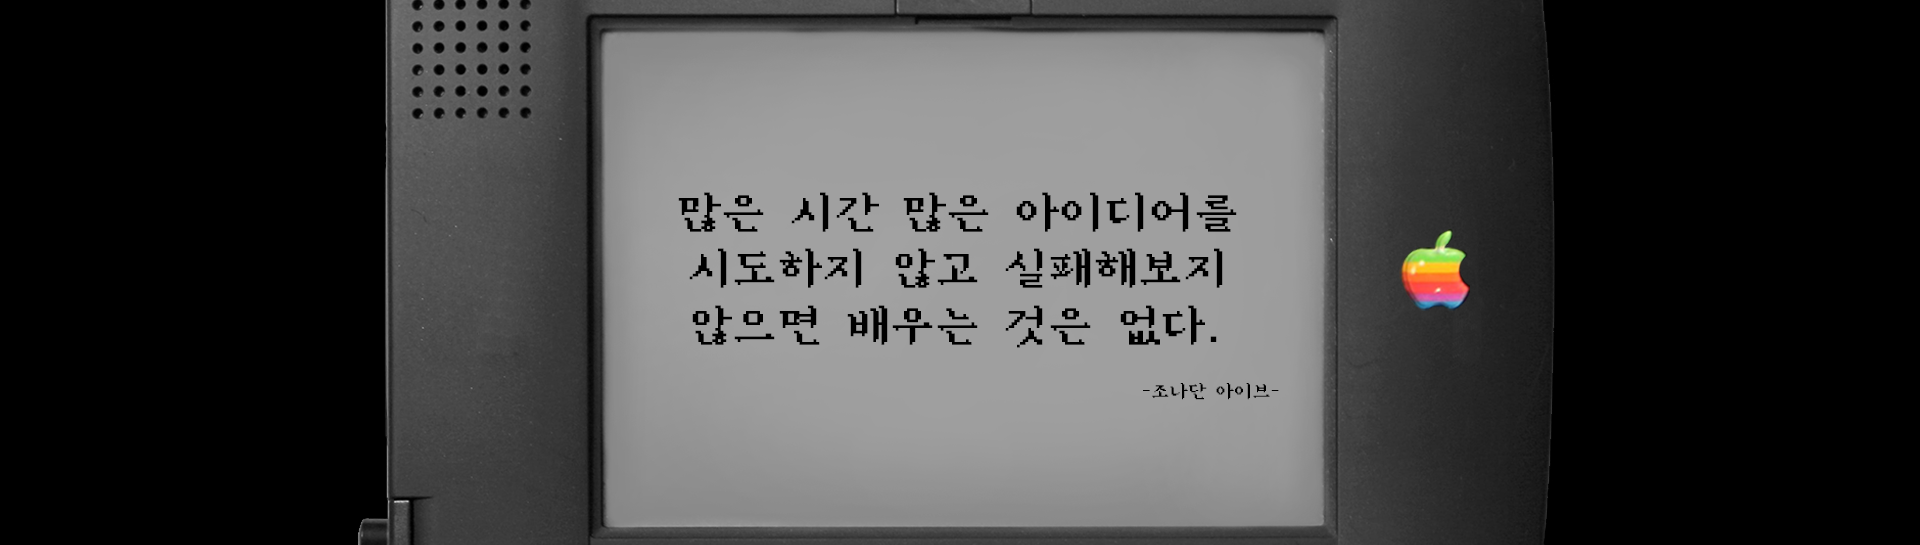 많은 시간 많은 아이디어를
시도하지 않고 실패해보지
않으면 배우는 것은 없다.
-조나단 아이브-